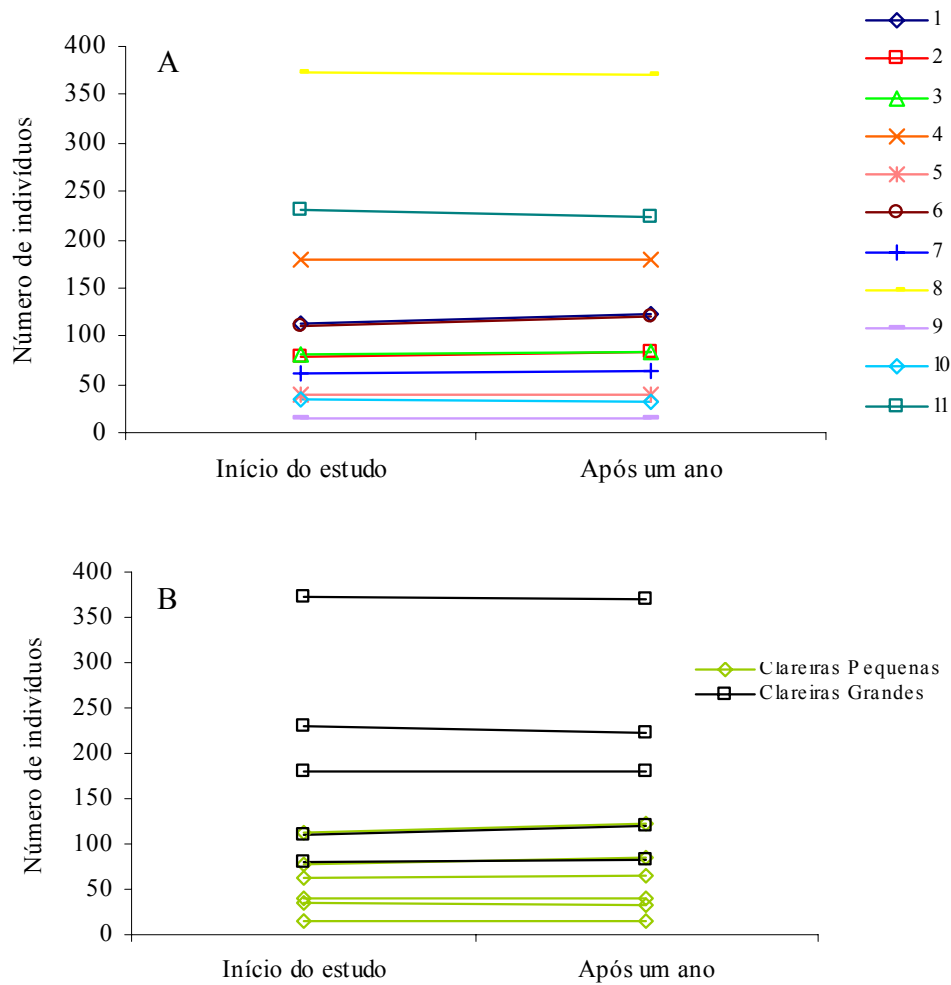 A
Número de indivíduos
400
350
300
250
200
150
100
50
0
Início do estudo
Após um ano
1
2
3
4
5
6
7
8
9
10
11
B
Número de indivíduos
400
350
300
250
200
150
100
50
0
Início do estudo
Após um ano
Clareiras Pequenas
Clareiras Grandes